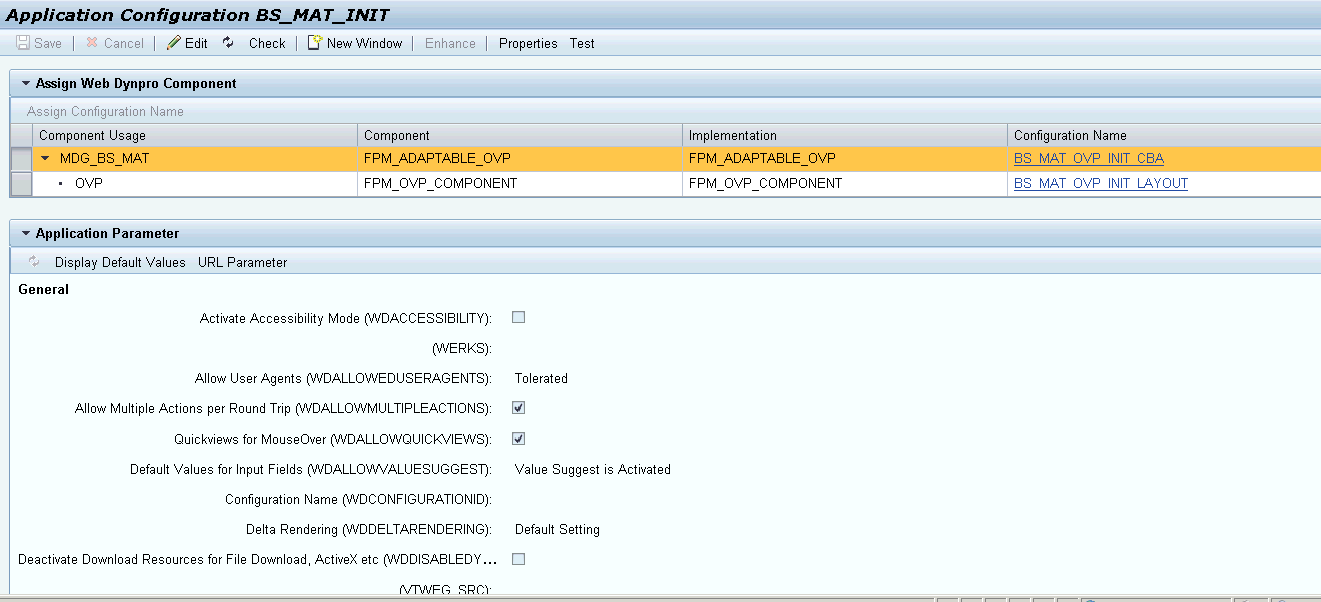 Application Configuration BS_MAT_INIT
Save Cancel Edit Check New Window Enhance Properties Test
Assign Web Dynpro Component
Assign Configuration Name
Component Usage Component Implementation Configuration Name
MDG_BS_MAT FPM_ADAPTABLE_OVP FPM_ADAPTABLE_OVP BS_MAT_OVP_INIT_CBA
OVP FPM_OVP_COMPONENT FPM_OVP_COMPONENT BS_MAT_OVP_INIT_LAYOUT
Application Parameter
Display Default Values URL Parameter
General
Activate Accessibility Mode (WDACCESSIBILITY):
(WERKS):
Allow User Agents (WDALLOWEDUSERAGENTS): Tolerated
Allow Multiple Actions per Round Trip (WDALLOWMULTIPLEACTIONS):
Quickviews for MouseOver (WDALLOWQUICKVIEWS):
Default Values for Input Fields (WDALLOWVALUESUGGEST): Value Suggest is Activated
Configuration Name (WDCONFIGURATIONID):
Delta Rendering (WDDELTARENDERING): Default Setting
Deactivate Download Resources for File Download, ActiveX etc (WDDISABLEDY...
(VTWEG_SRC):